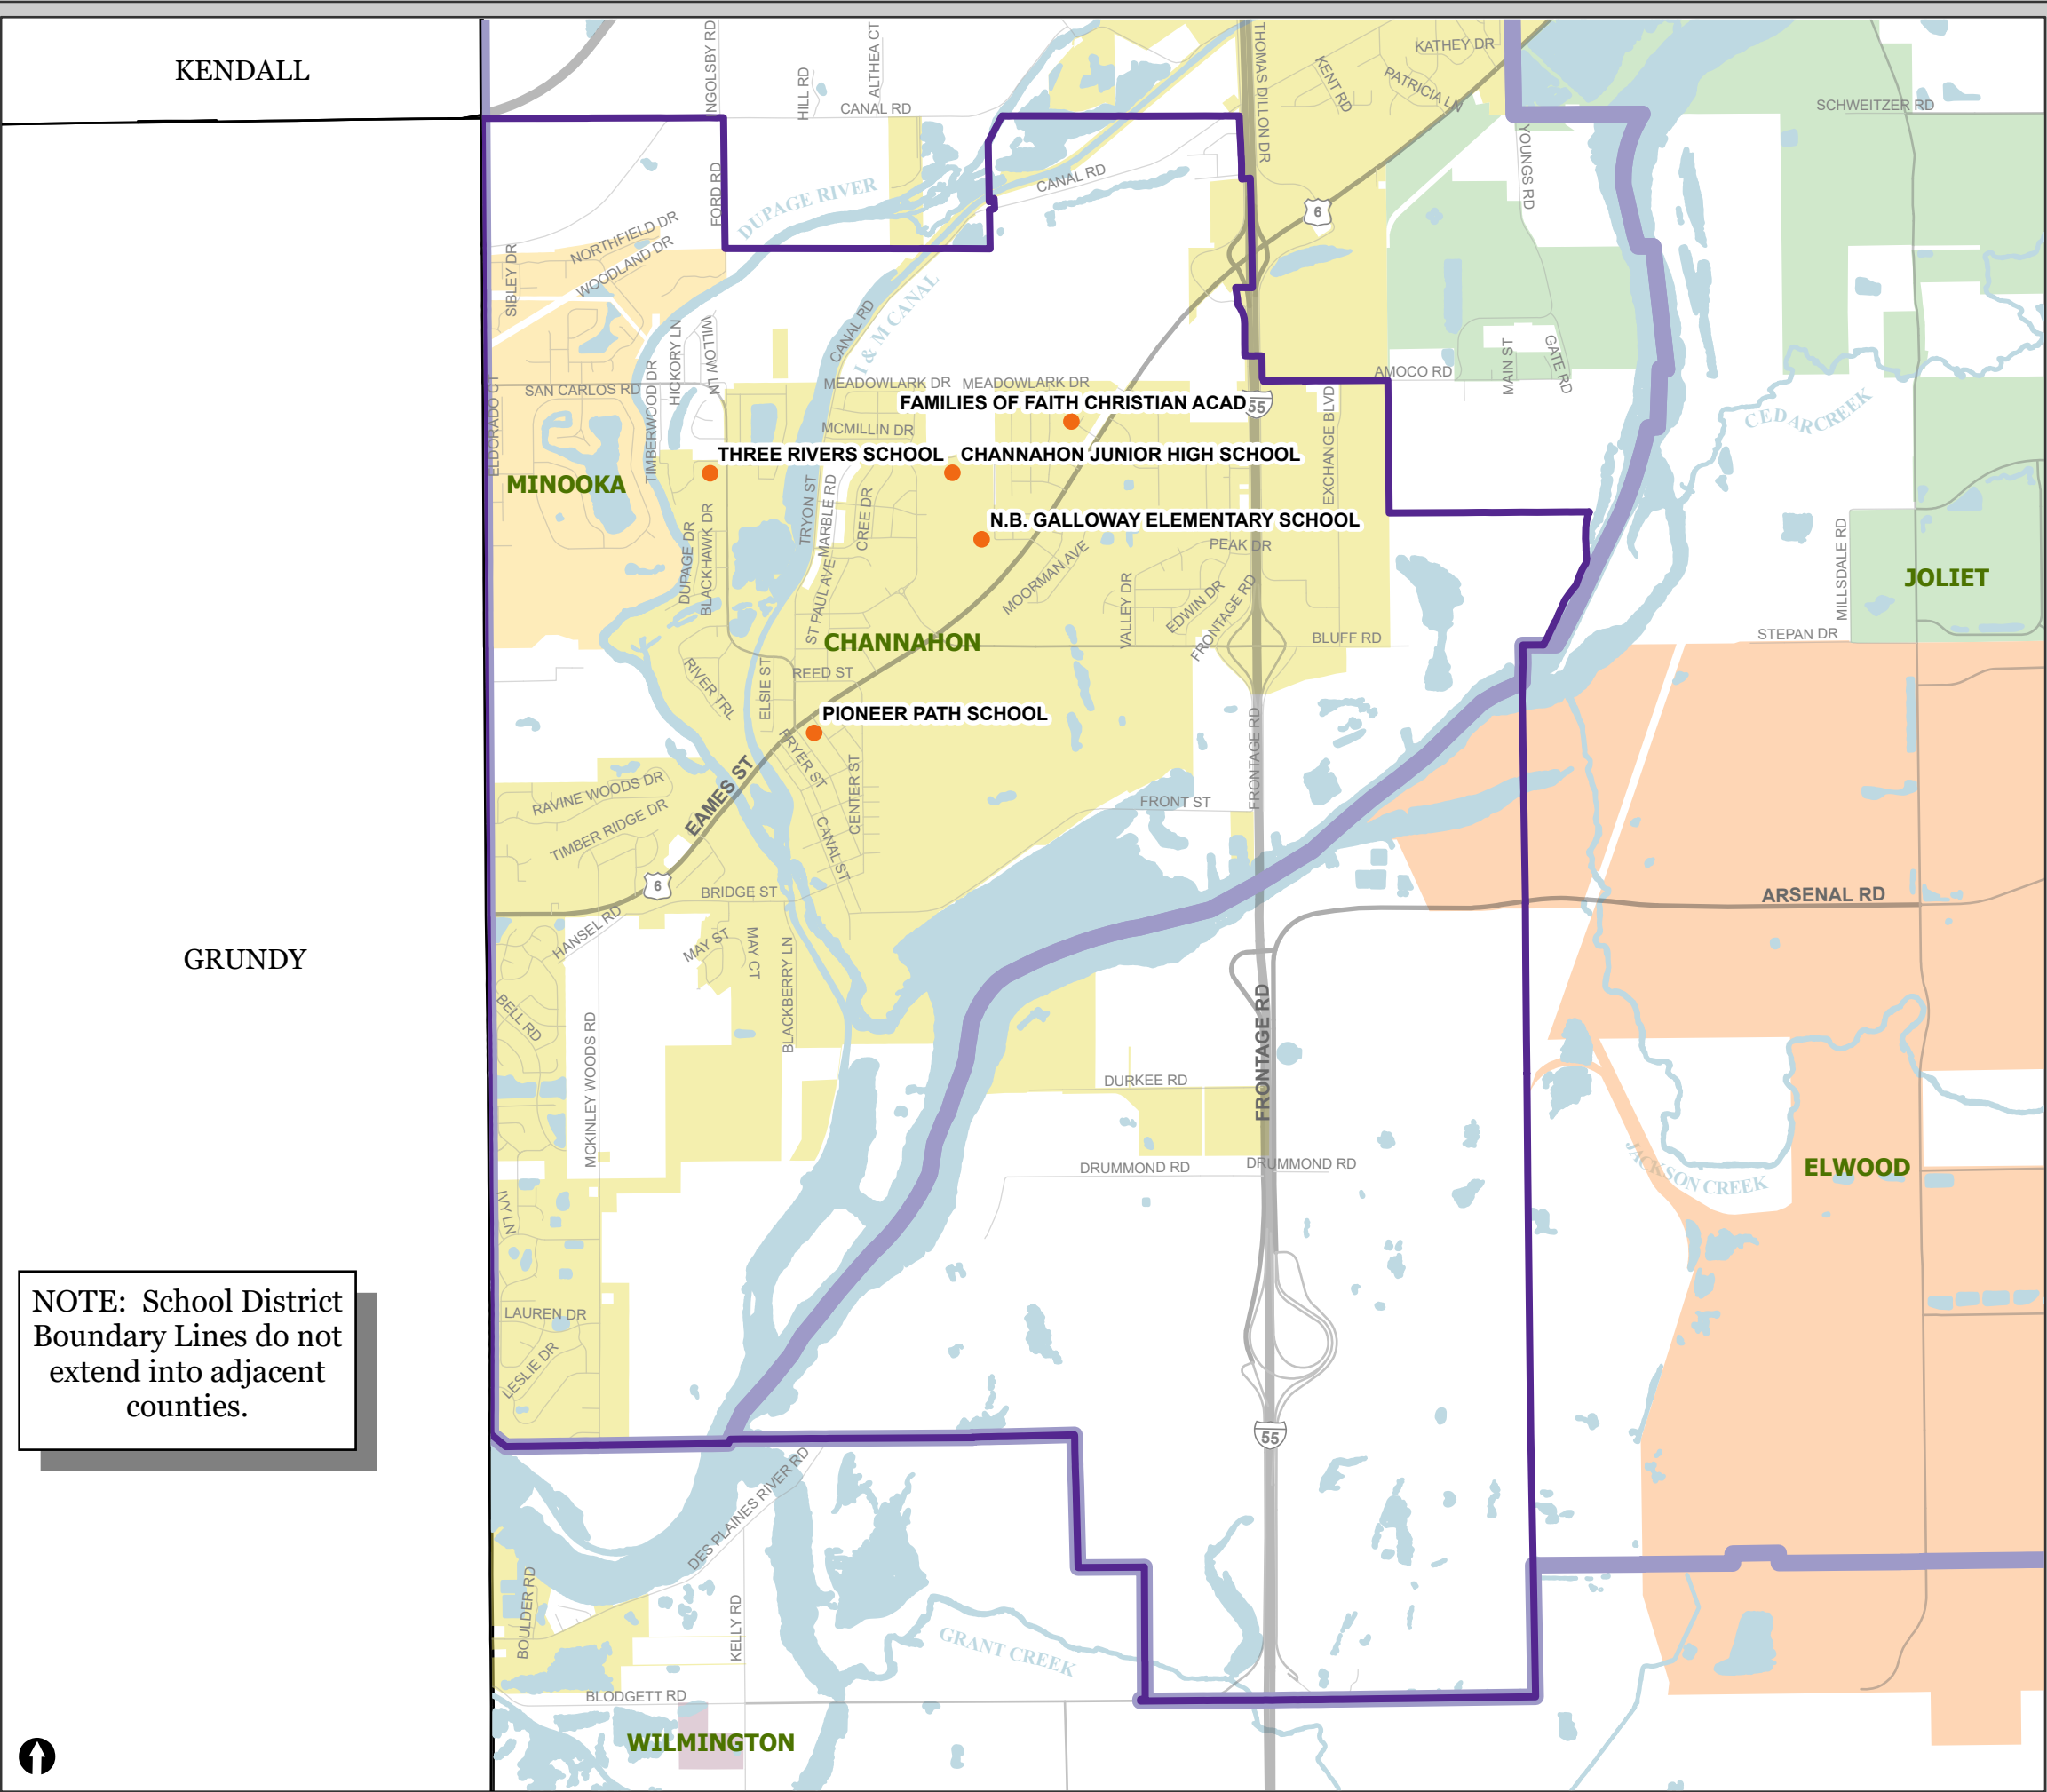 KENDALL
INGOLSBY RD
HILL RD
ALTHEA CT
CANAL RD
THOMAS DILLON DR
KENT RD
KATHEY DR
PATRICIA LN
SCHWEITZER RD
YOUNGS RD
FORD RD
DUPAGE RIVER
CANAL RD
6
NORTHFIELD DR
WOODLAND DR
SIBLEY DR
HICKORY LN
WILLOW LN
CANAL RD
I & M CANAL
AMOCO RD
MAIN ST
GATE RD
CEDARCREEK
ELDORADO CT
SAN CARLOS RD
TIMBERWOOD DR
MEADOWLARK DR
MEADOWLARK DR
FAMILIES OF FAITH CHRISTIAN ACAD
55
EXCHANGE BLVD
MCMILLIN DR
THREE RIVERS SCHOOL
CHANNAHON JUNIOR HIGH SCHOOL
MINOOKA
TRYON ST
MARBLE RD
CREE DR
N.B. GALLOWAY ELEMENTARY SCHOOL
DUPAGE DR
BLACKHAWK DR
ST PAUL AVE
MOORMAN AVE
PEAK DR
VALLEY DR
EDWIN DR
FRONTAGE RD
MILLSDALE RD
JOLIET
CHANNAHON
BLUFF RD
STEPAN DR
RIVER TRL
ELSIE ST
REED ST
PIONEER PATH SCHOOL
FRYER ST
CENTER ST
CANAL ST
FRONTAGE RD
FRONT ST
RAVINE WOODS DR
TIMBER RIDGE DR
EAMES ST
6
BRIDGE ST
ARSENAL RD
HANSEL RD
MAY ST
MAY CT
BLACKBERRY LN
GRUNDY
BELL RD
MCKINLEY WOODS RD
FRONTAGE RD
DURKEE RD
DRUMMOND RD
DRUMMOND RD
JACKSON CREEK
ELWOOD
IVY LN
NOTE: School District
Boundary Lines do not
extend into adjacent
counties.
LAUREN DR
LESLIE DR
55
DES PLAINES RIVER RD
BOULDER RD
KELLY RD
GRANT CREEK
BLODGETT RD
WILMINGTON